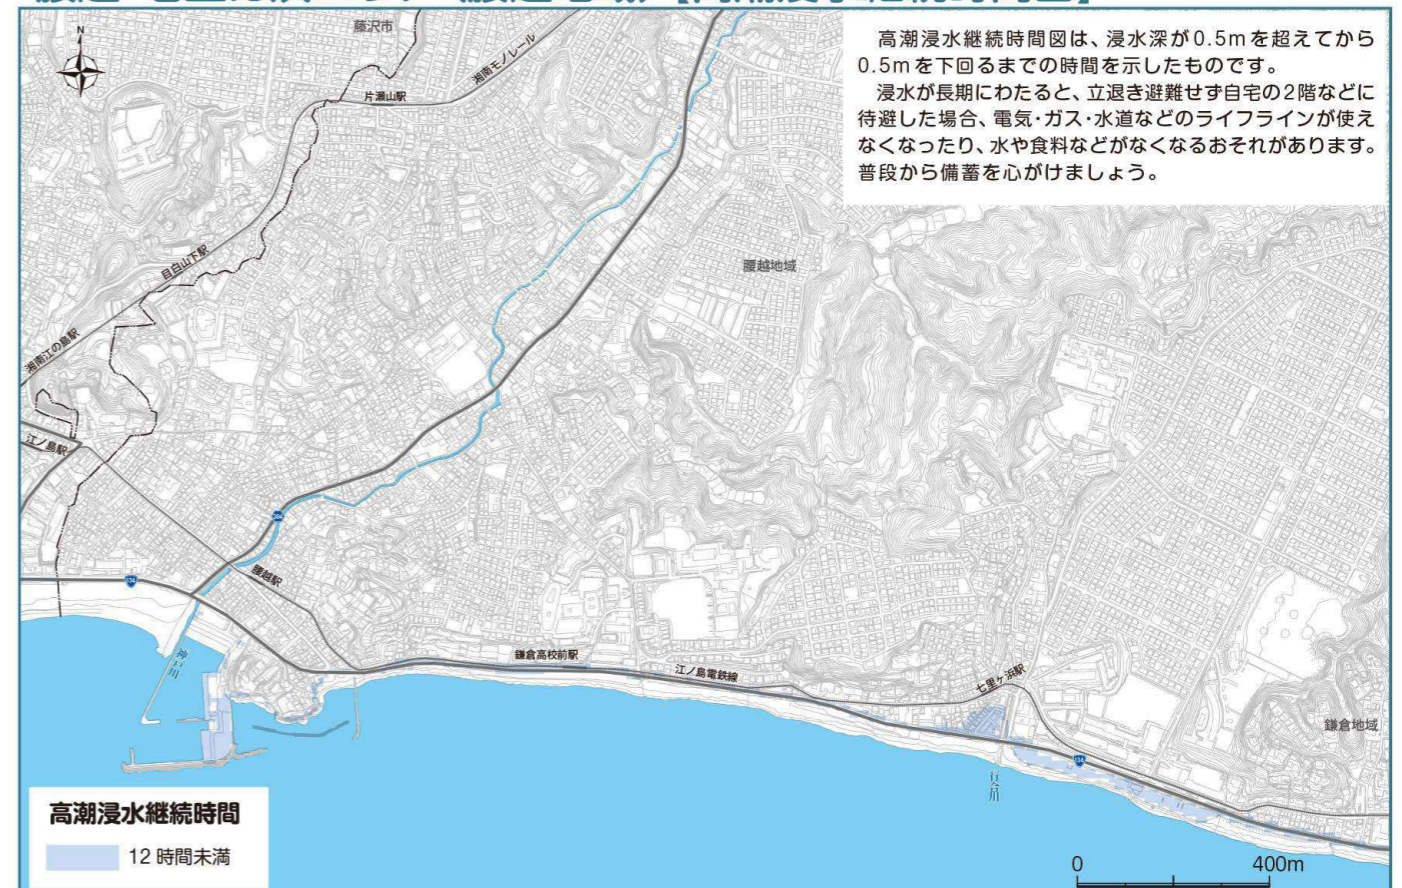 高潮浸水継続時間図は、浸水深が0.5mを超えてから
0.5mを下回るまでの時間を示したものです。
浸水が長期にわたると、立退き避難せず自宅の2階などに
待避した場合、電気・ガス・水道などのライフラインが使え
なくなったり、水や食料などがなくなるおそれがあります。
普段から備蓄を心がけましょう。
N
藤沢市
湘南モノレール
片瀬山駅
目白山下駅
腰越地域
湘南江の島駅
江ノ島駅
134
腰越駅
神戸川
鎌倉高校前駅
江ノ島電鉄線
七里ヶ浜駅
鎌倉地域
134
行合川
高潮浸水継続時間
12時間未満
0 400m